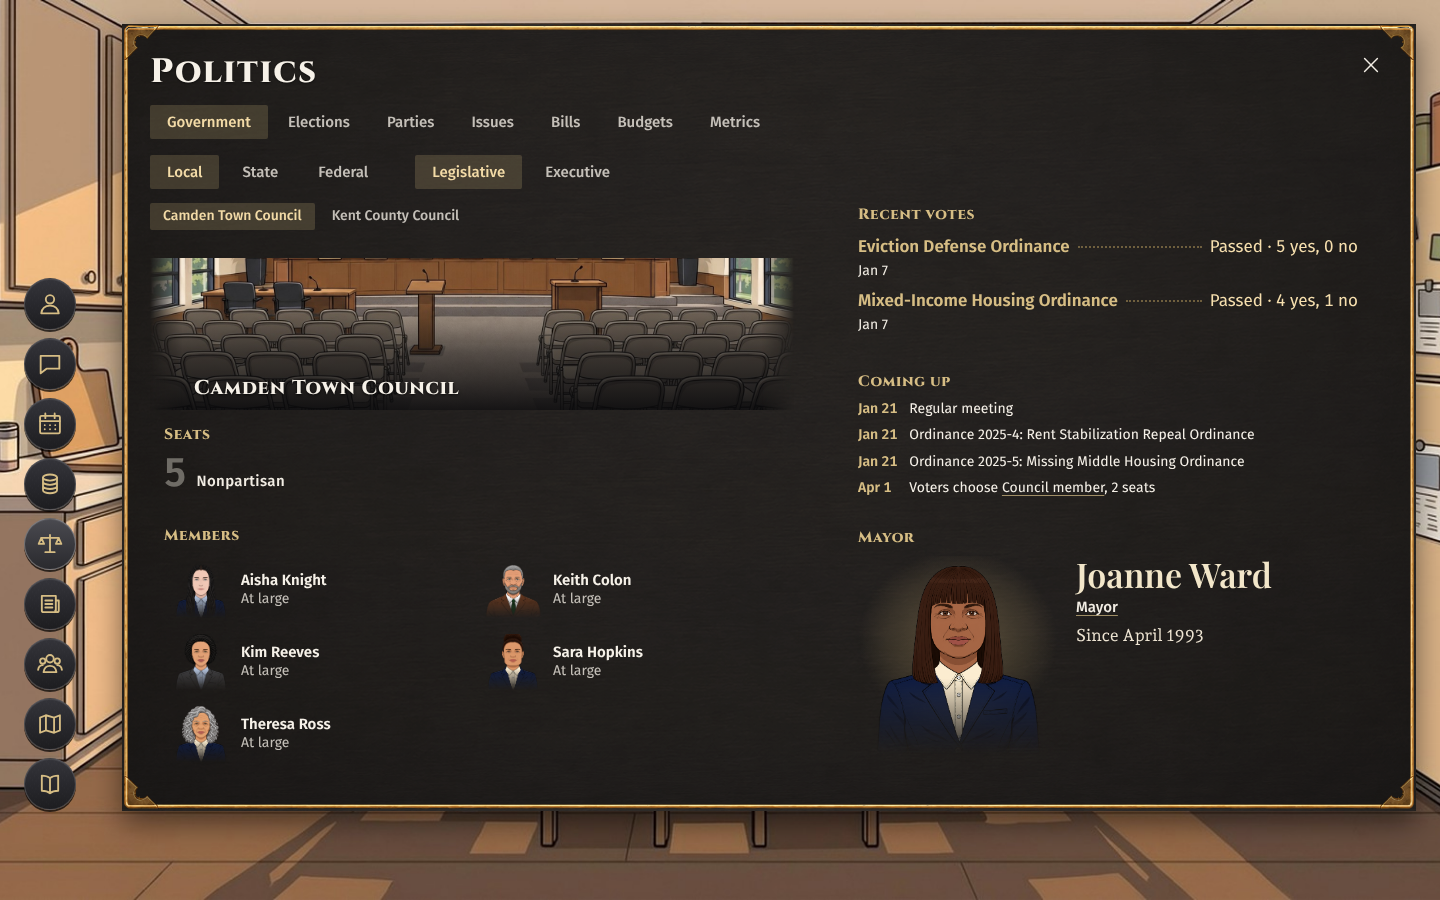 Politics
Government Elections Parties Issues Bills Budgets Metrics
Local State Federal Legislative Executive
Camden Town Council Kent County Council
Camden Town Council
Seats
5 Nonpartisan
Members
Aisha Knight
At large
Keith Colon
At large
Kim Reeves
At large
Sara Hopkins
At large
Theresa Ross
At large
Recent votes
Eviction Defense Ordinance Passed · 5 yes, 0 no
Jan 7
Mixed-Income Housing Ordinance Passed · 4 yes, 1 no
Jan 7
Coming up
Jan 21 Regular meeting
Jan 21 Ordinance 2025-4: Rent Stabilization Repeal Ordinance
Jan 21 Ordinance 2025-5: Missing Middle Housing Ordinance
Apr 1 Voters choose Council member, 2 seats
Mayor
Joanne Ward
Mayor
Since April 1993